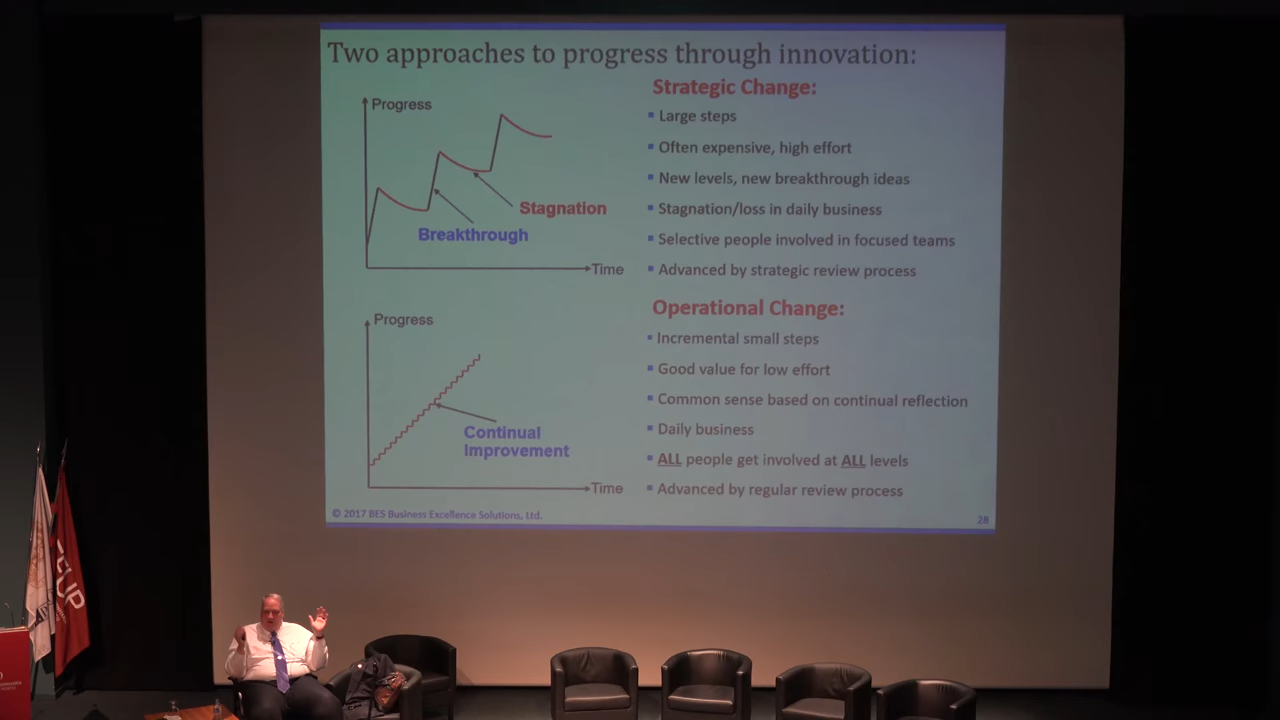 Two approaches to progress through innovation:
Progress
Stagnation
Breakthrough
Time
Strategic Change:
Large steps
Often expensive, high effort
New levels, new breakthrough ideas
Stagnation/loss in daily business
Selective people involved in focused teams
Advanced by strategic review process
Progress
Continual
Improvement
Time
Operational Change:
Incremental small steps
Good value for low effort
Common sense based on continual reflection
Daily business
ALL people get involved at ALL levels
Advanced by regular review process
© 2017 BES Business Excellence Solutions, Ltd.
28